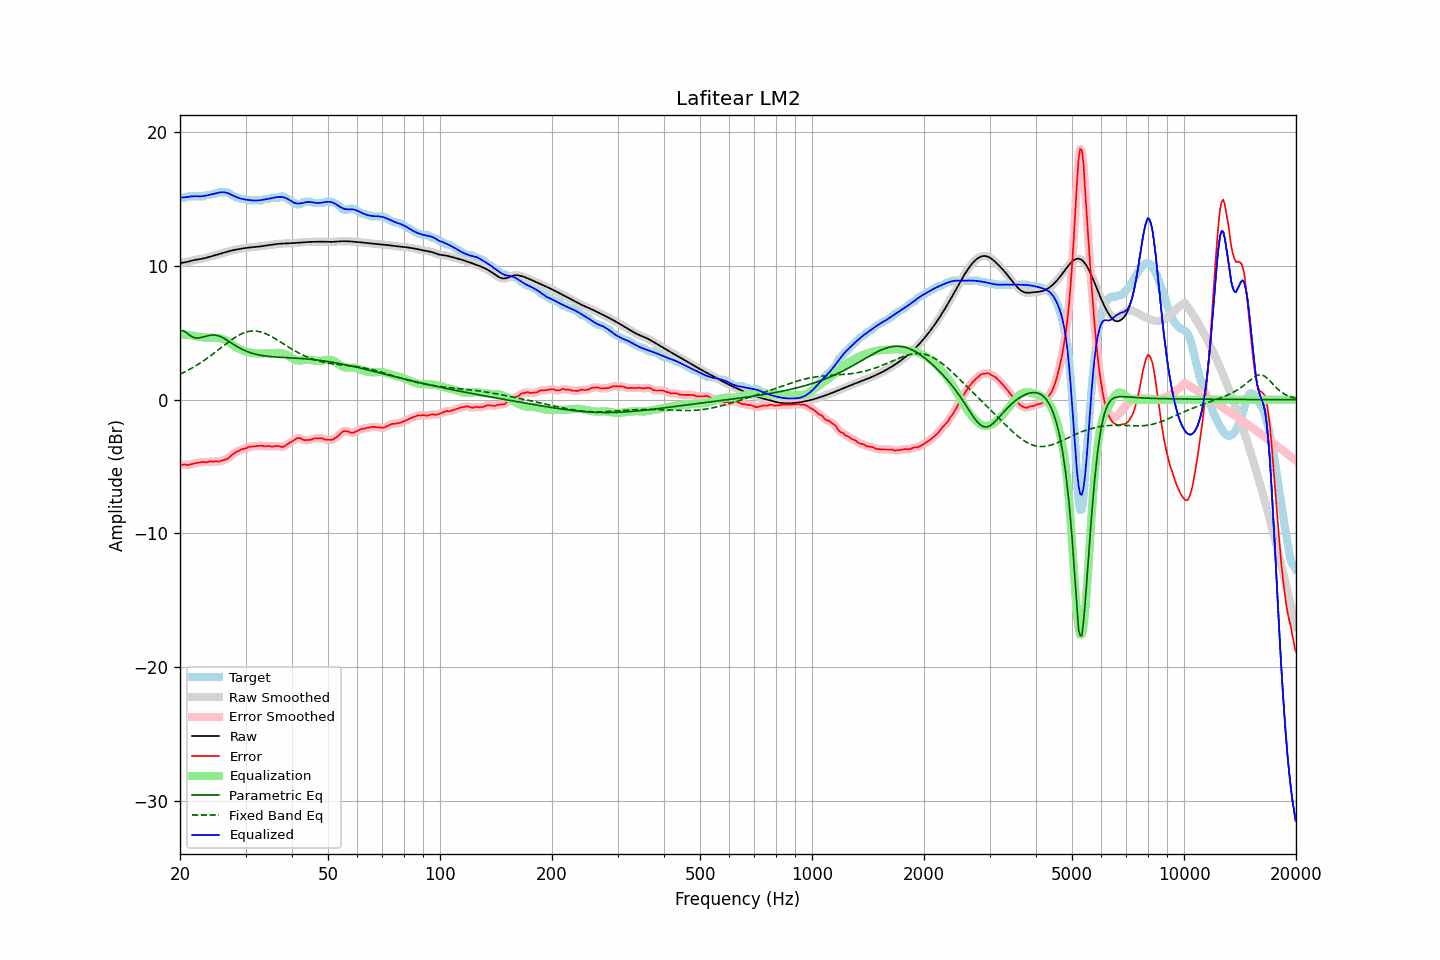 Lafitear LM2
Amplitude (dBr)
20
10
0
−10
−20
−30
Target
Raw Smoothed
Error Smoothed
Raw
Error
Equalization
Parametric Eq
Fixed Band Eq
Equalized
20 50 100 200 500 1000 2000 5000 10000 20000
Frequency (Hz)